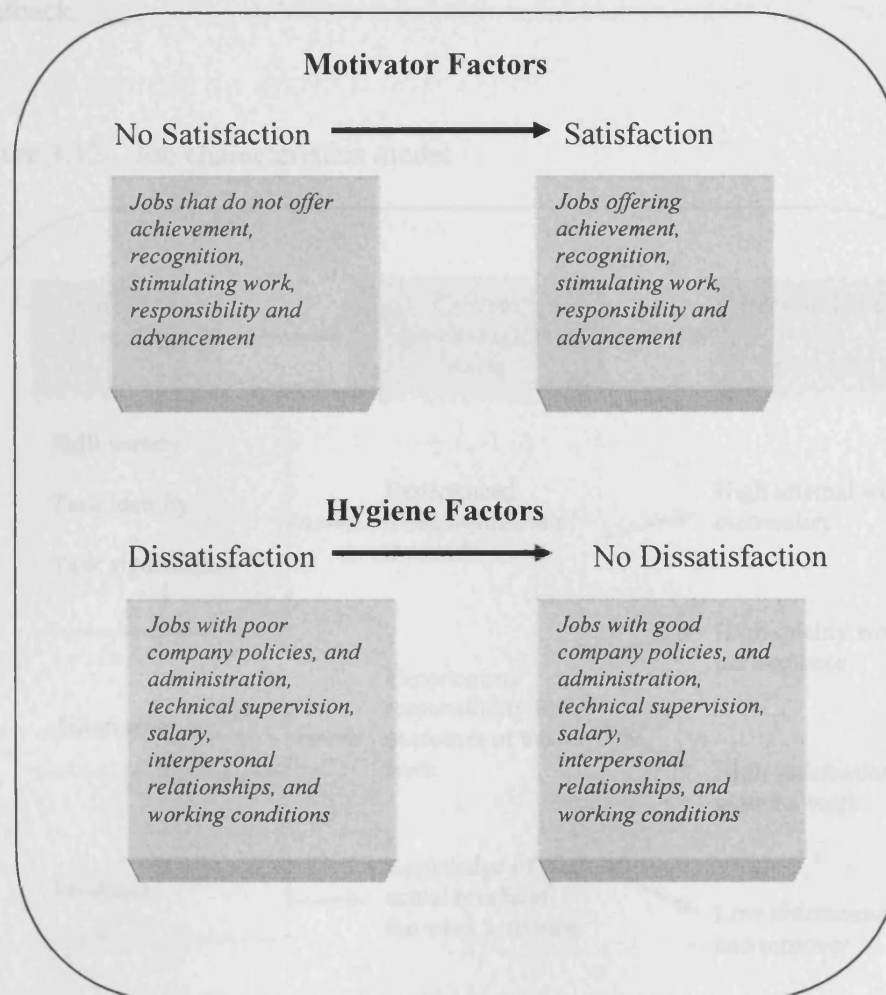 Motivator Factors
No Satisfaction
Satisfaction
Jobs that do not offer
achievement,
recognition,
stimulating work,
responsibility and
advancement
Jobs offering
achievement,
recognition,
stimulating work,
responsibility and
advancement
Hygiene Factors
Dissatisfaction
No Dissatisfaction
Jobs with poor
company policies, and
administration,
technical supervision,
salary,
interpersonal
relationships, and
working conditions
Jobs with good
company policies, and
administration,
technical supervision,
salary,
interpersonal
relationships, and
working conditions